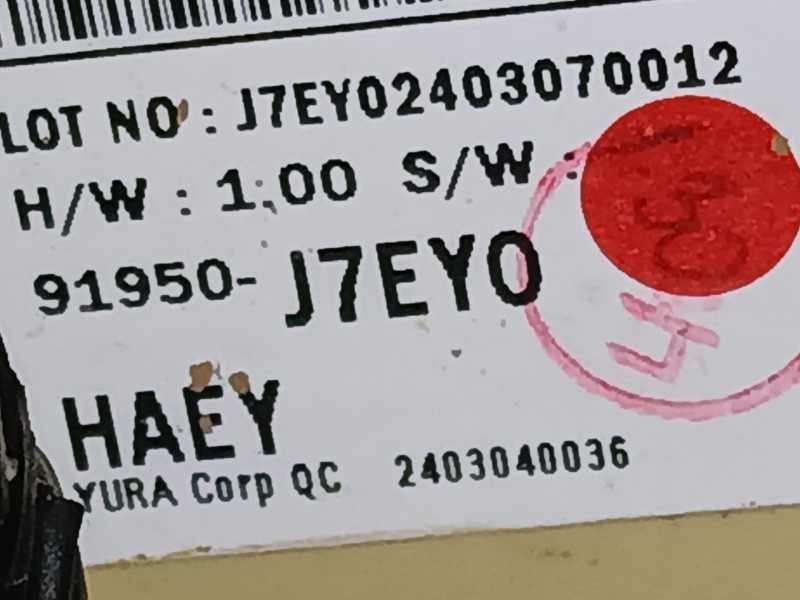 LOT NO : J7EY02403070012
H/W : 1.00 S/W :
91950- J7EY0
HAEY
YURA Corp QC 2403040036